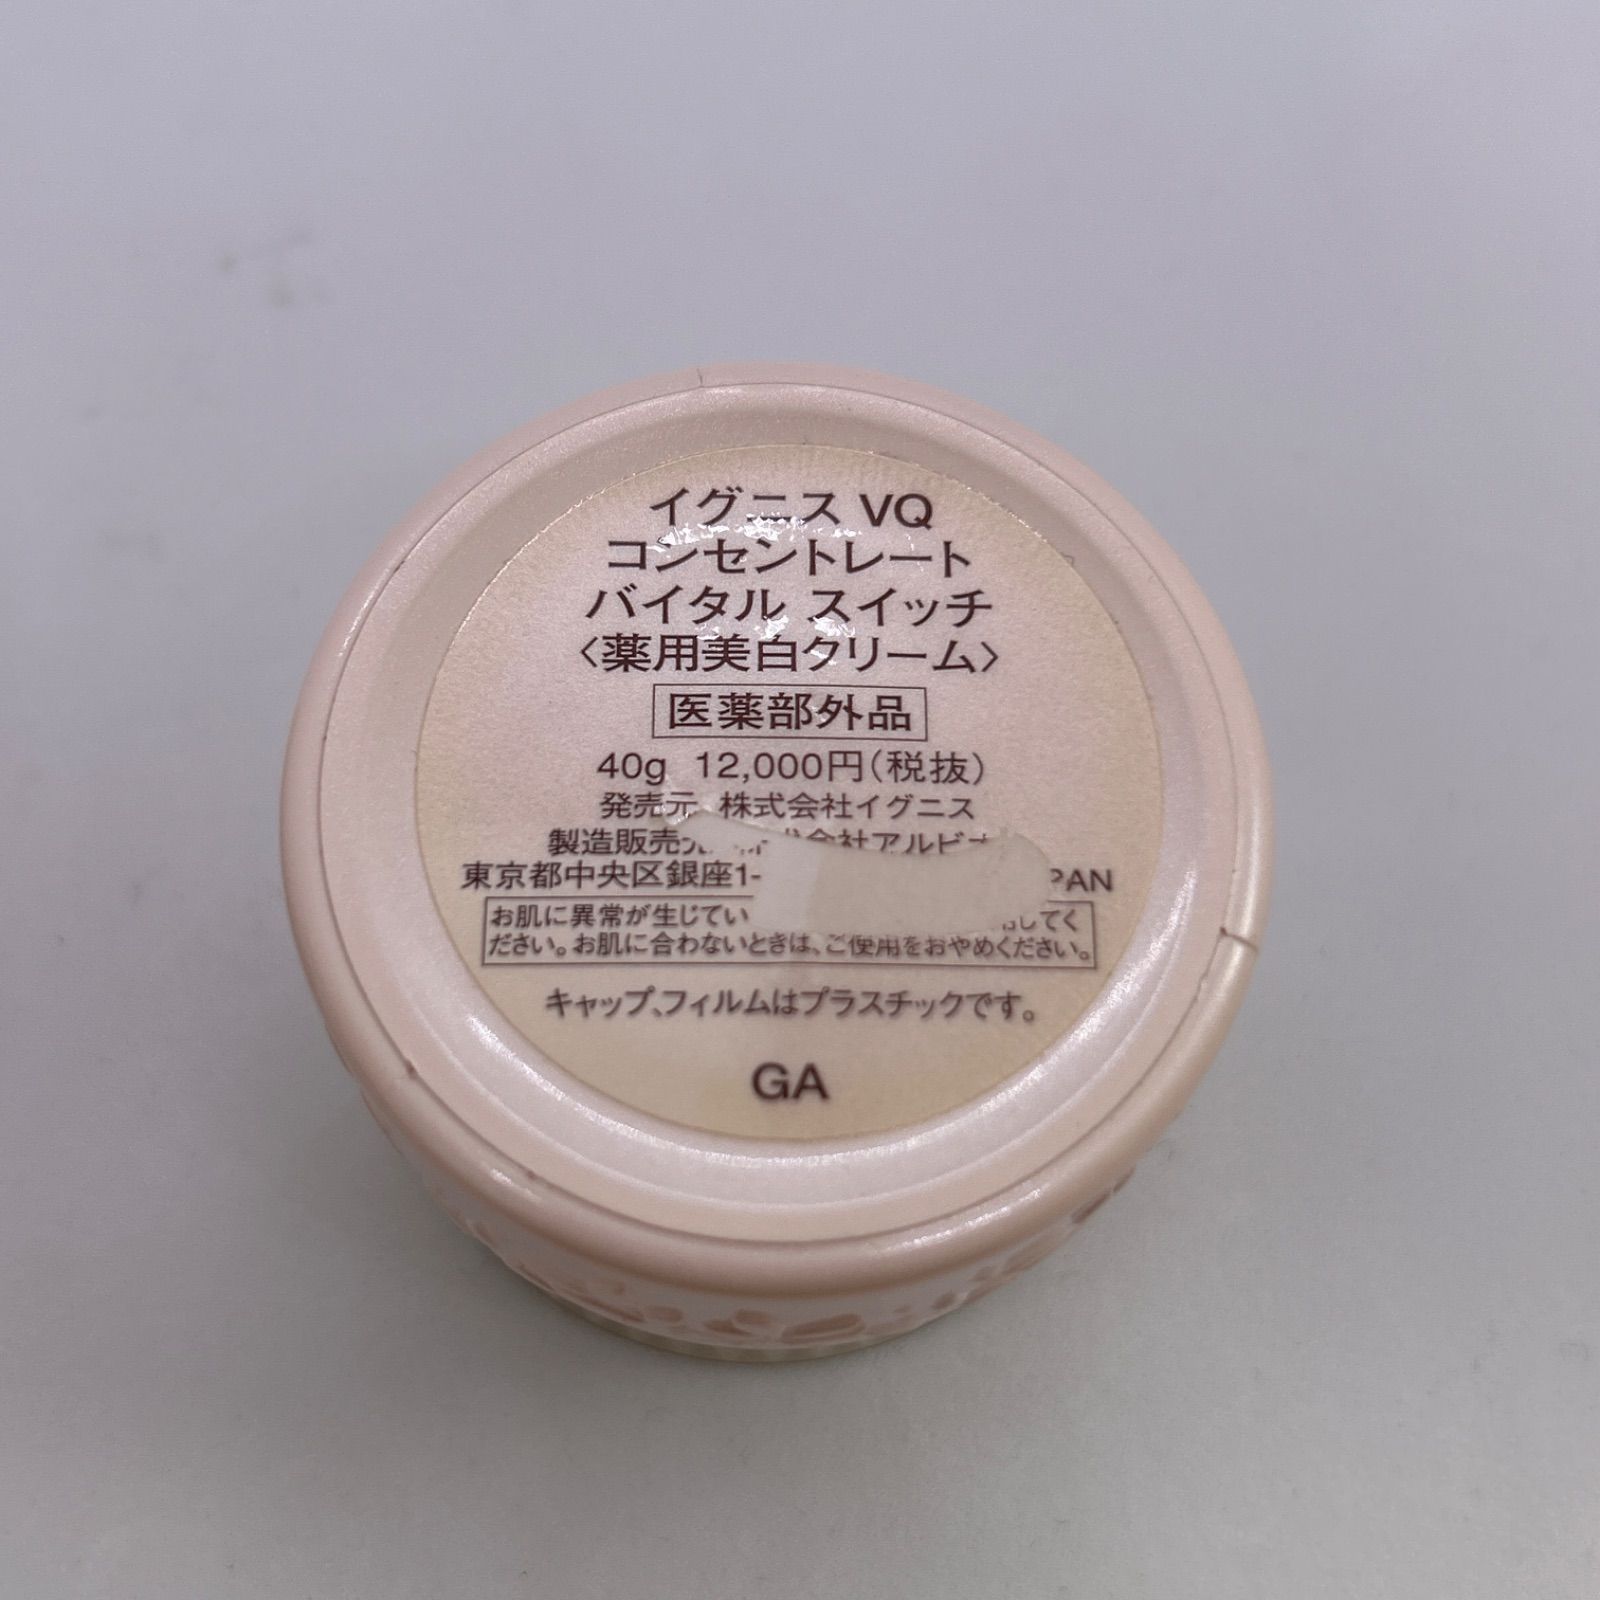 イグニス VQ
コンセントレート
バイタル スイッチ
〈薬用美白クリーム〉
医薬部外品
40g 12,000円(税抜)
発売元 株式会社イグニス
製造販売
東京都中央区銀座1-
お肌に異常が生じてい してく
ださい。お肌に合わないときは、ご使用をおやめください。
キャップ、フィルムはプラスチックです。
GA